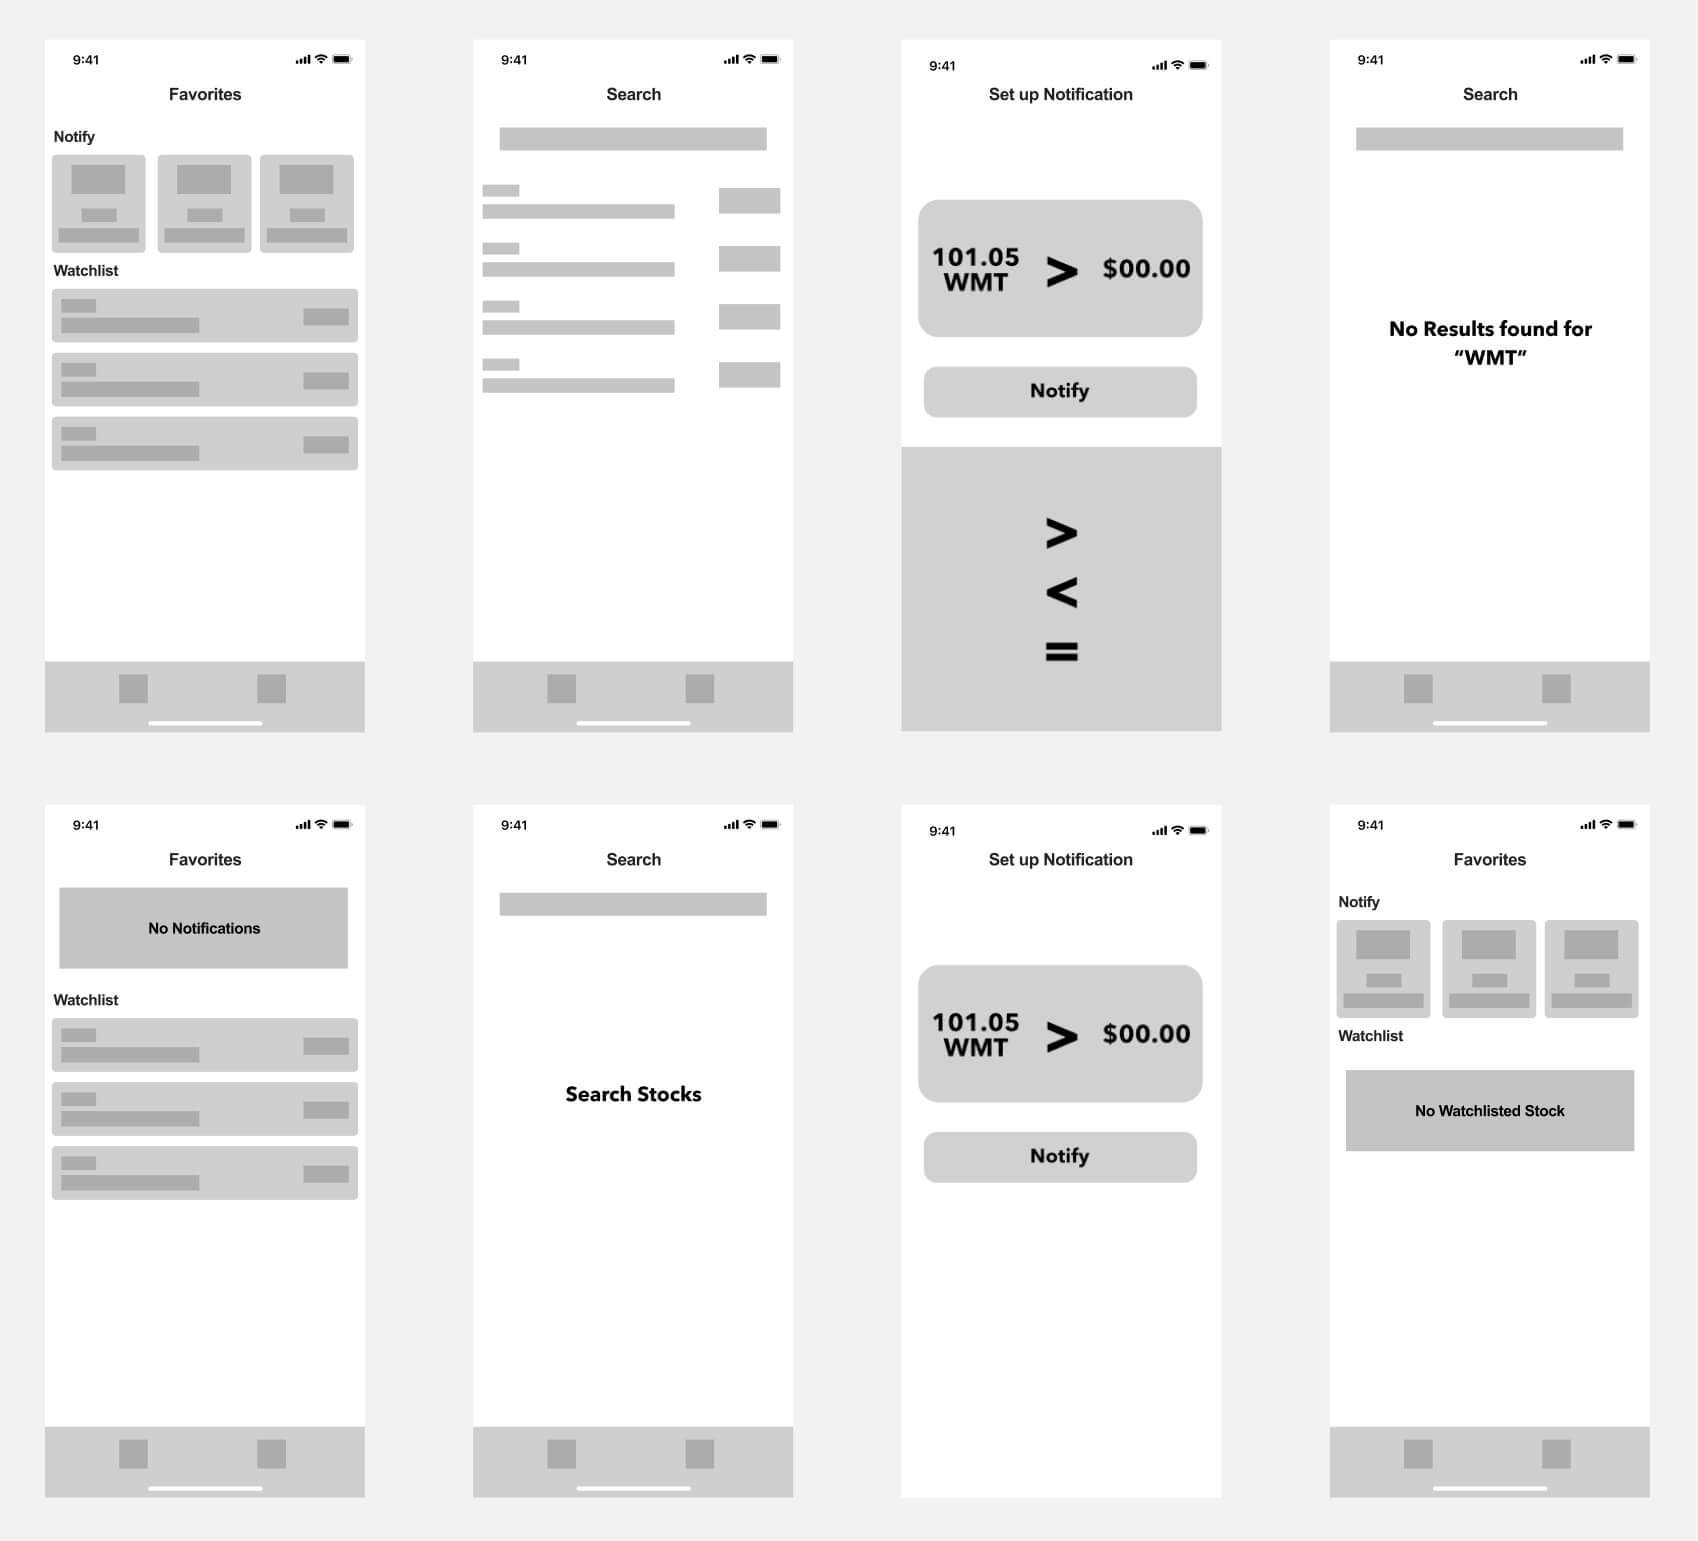 9:41
Favorites
Notify
Watchlist
9:41
Search
9:41
Set up Notification
101.05
WMT
>
$00.00
Notify
>
<
=
9:41
Search
No Results found for
“WMT”
9:41
Favorites
No Notifications
Watchlist
9:41
Search
Search Stocks
9:41
Set up Notification
101.05
WMT
>
$00.00
Notify
9:41
Favorites
Notify
Watchlist
No Watchlisted Stock